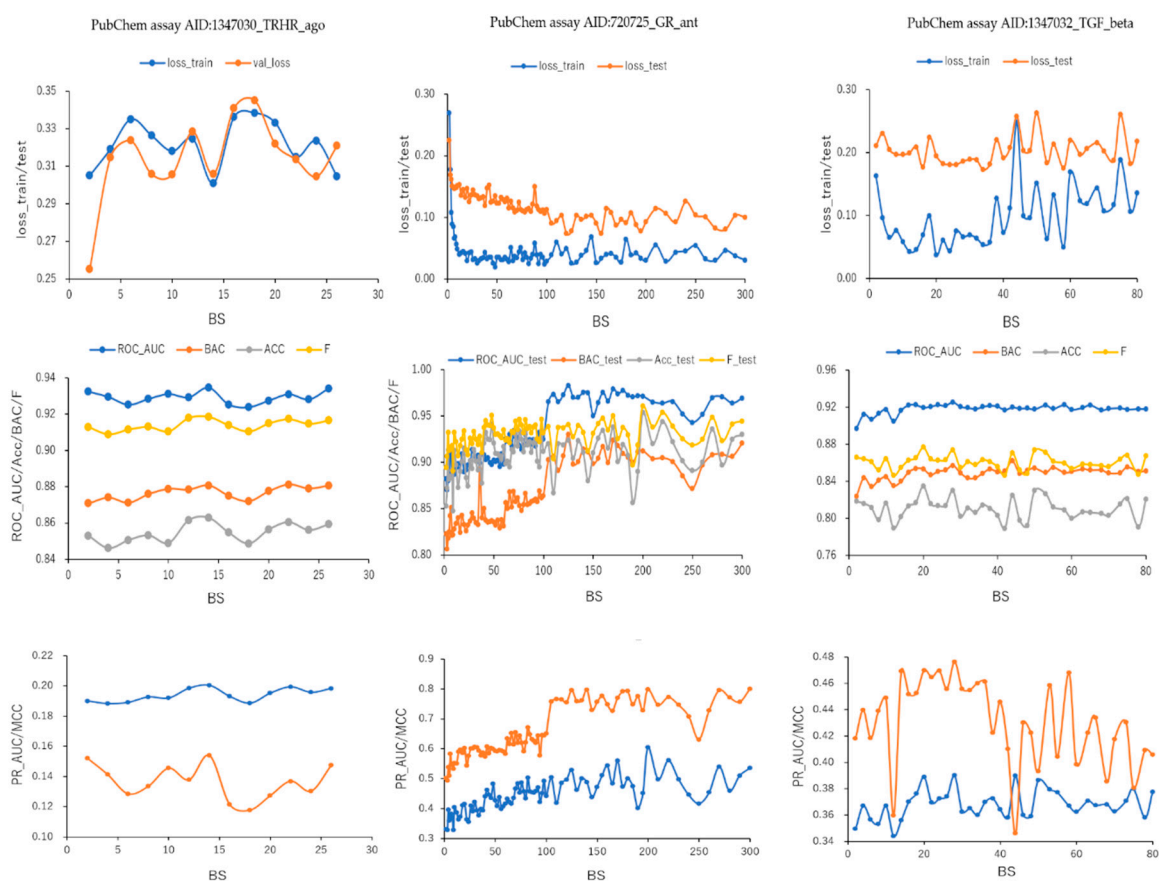 PubChem assay AID:1347030_TRHR_ago
loss_train val_loss
loss_train/test
0.35
0.33
0.31
0.29
0.27
0.25
0 5 10 15 20 25 30
BS
PubChem assay AID:720725_GR_ant
loss_train loss_test
loss_train/test
0.30
0.25
0.20
0.15
0.10
0.05
0.00
0 50 100 150 200 250 300
BS
PubChem assay AID:1347032_TGF_beta
loss_train loss_test
loss_train/test
0.30
0.20
0.10
0.00
0 20 40 60 80
BS
ROC_AUC BAC ACC F
ROC_AUC/Acc/BAC/F
0.94
0.92
0.90
0.88
0.86
0.84
0 5 10 15 20 25 30
BS
ROC_AUC_test BAC_test Acc_test F_test
ROC_AUC/Acc/BAC/F
1.00
0.95
0.90
0.85
0.80
0 50 100 150 200 250 300
BS
ROC_AUC BAC ACC F
ROC_AUC/Acc/BAC/F
0.96
0.92
0.88
0.84
0.80
0.76
0 20 40 60 80
BS
PR_AUC/MCC
0.22
0.20
0.18
0.16
0.14
0.12
0.10
0 5 10 15 20 25 30
BS
PR_AUC/MCC
0.9
0.8
0.7
0.6
0.5
0.4
0.3
0 50 100 150 200 250 300
BS
PR_AUC/MCC
0.48
0.46
0.44
0.42
0.40
0.38
0.36
0.34
0 20 40 60 80
BS